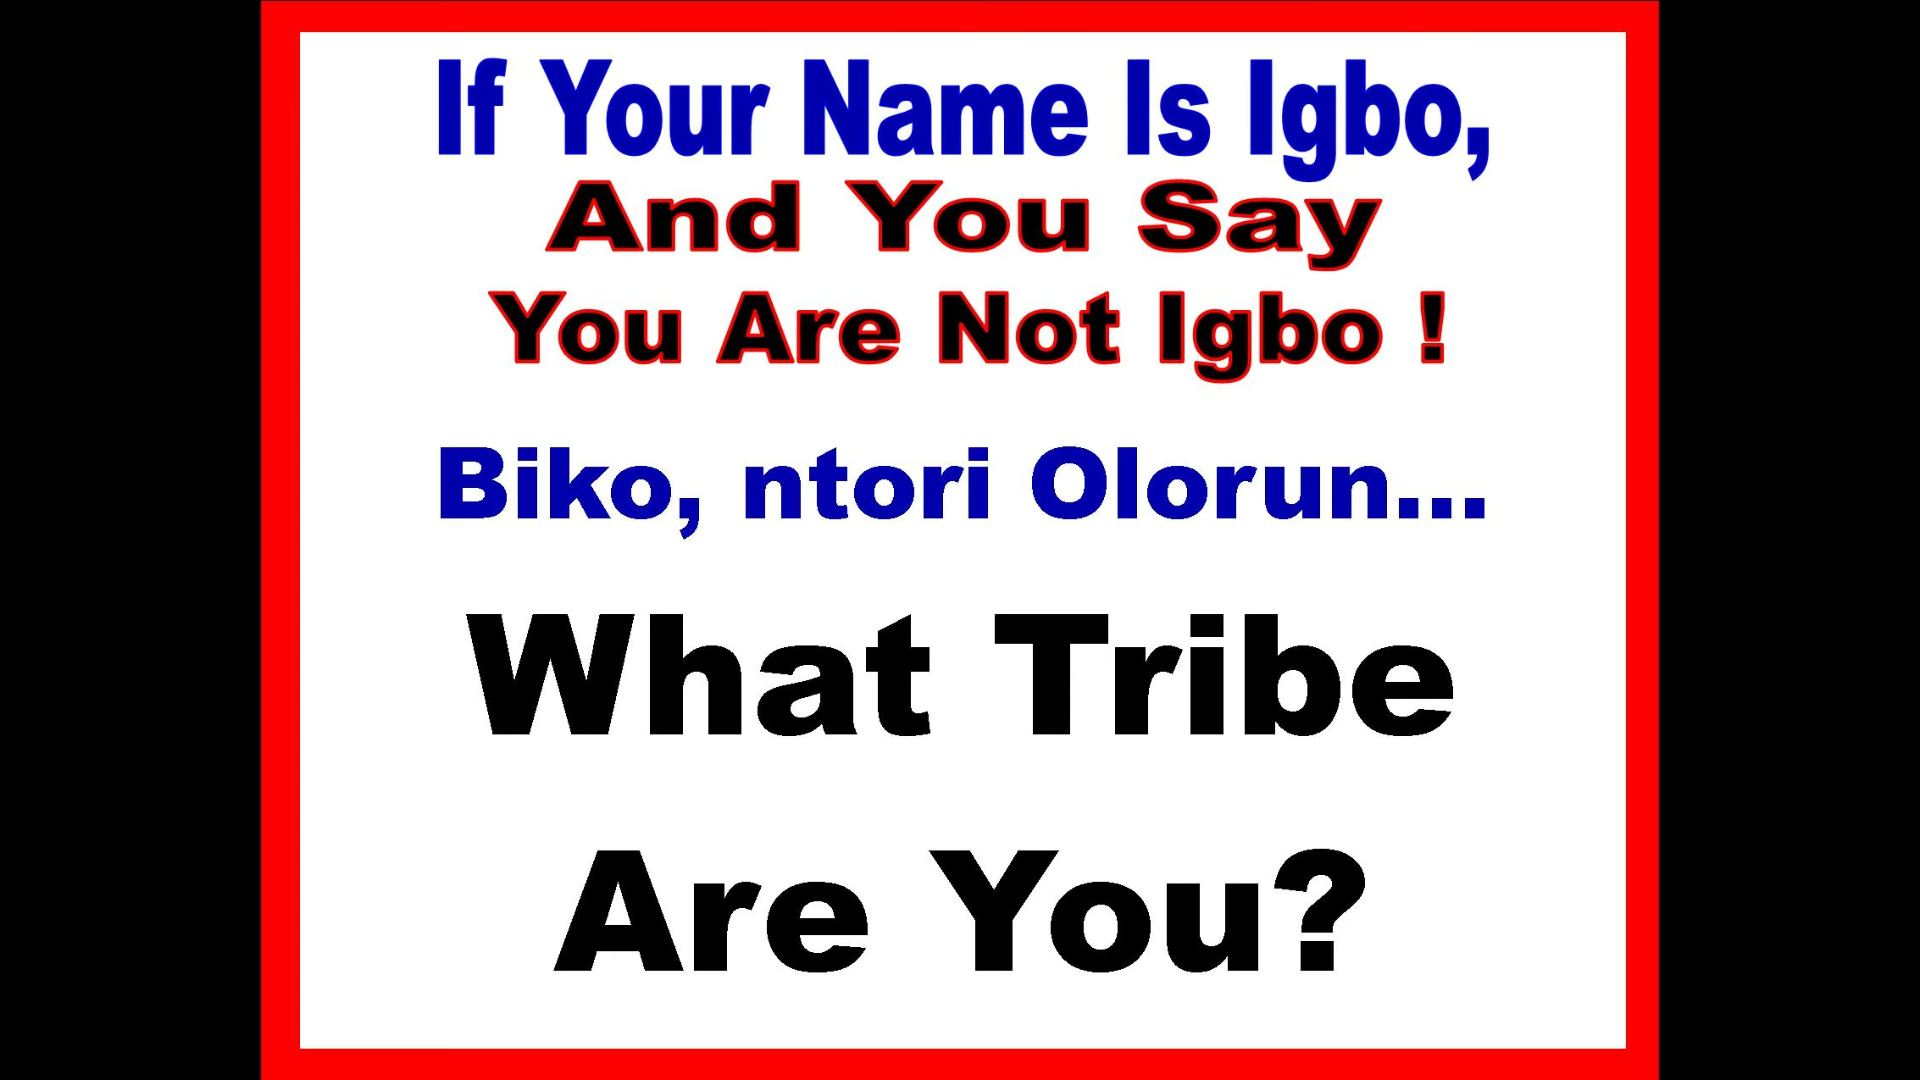 If Your Name Is Igbo,
And You Say
You Are Not Igbo !
Biko, ntori Olorun...
What Tribe
Are You?